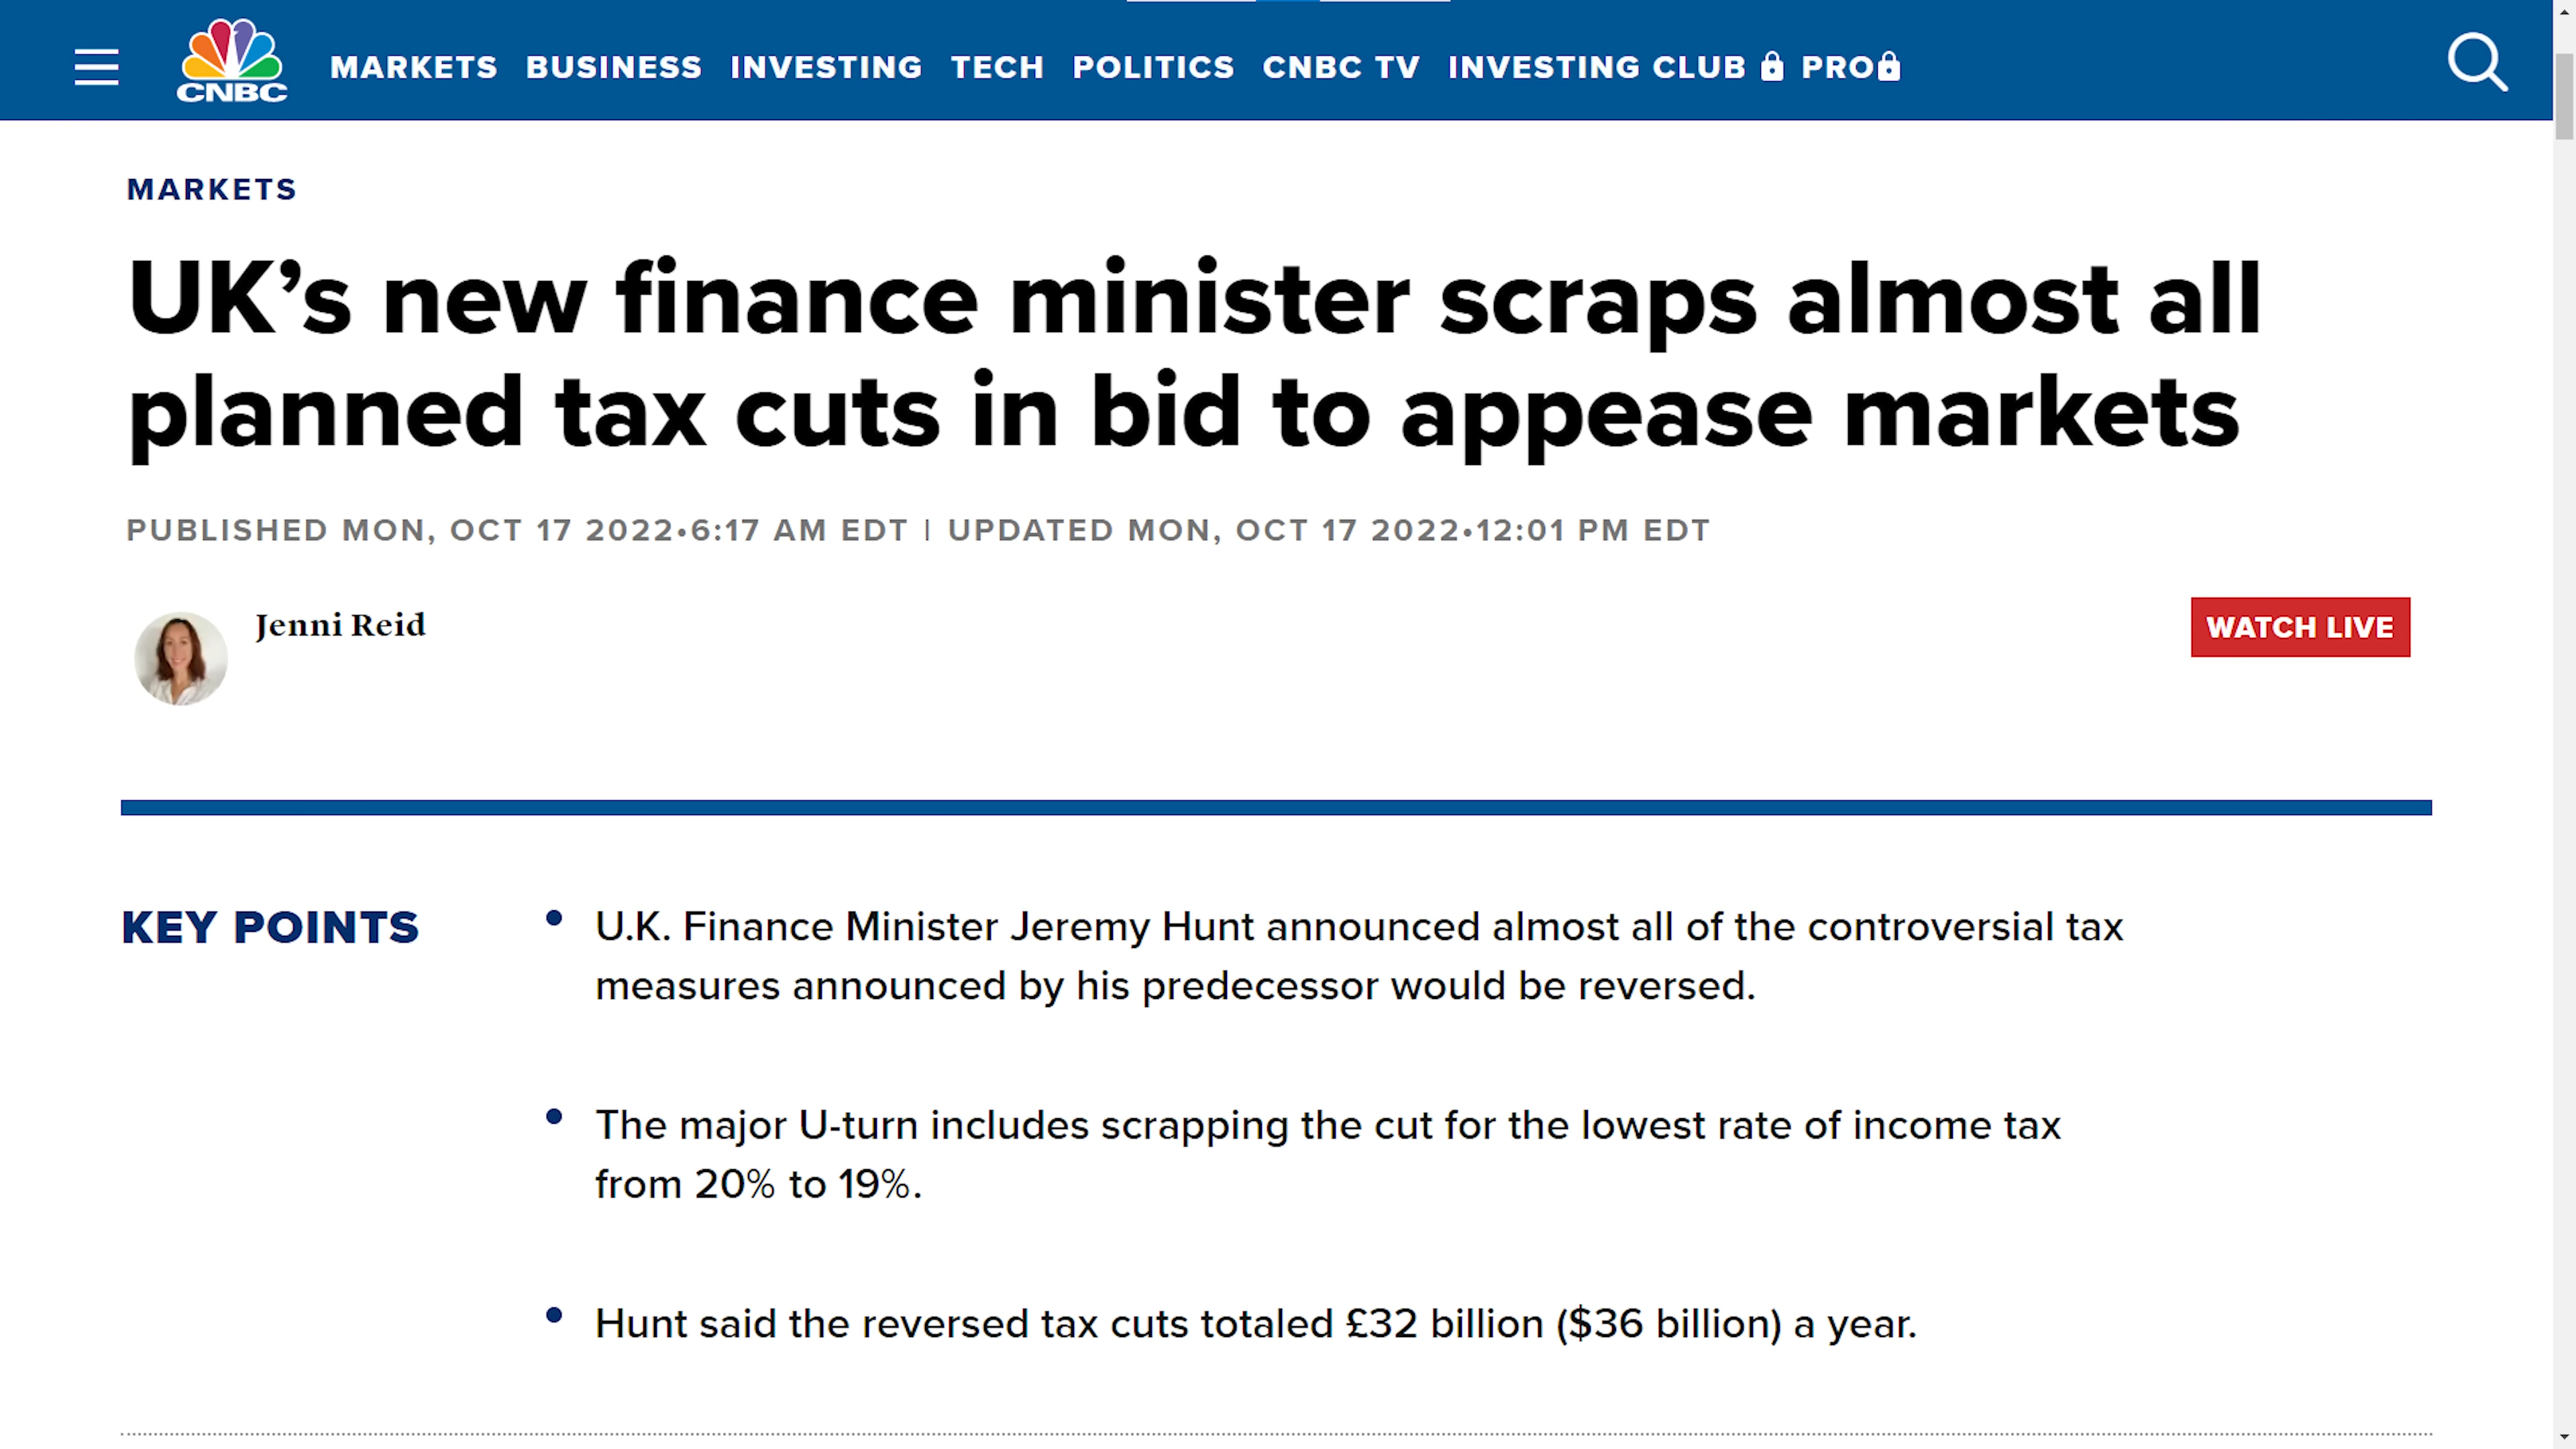 CNBC
MARKETS BUSINESS INVESTING TECH POLITICS CNBC TV INVESTING CLUB PRO
MARKETS
UK’s new finance minister scraps almost all
planned tax cuts in bid to appease markets
PUBLISHED MON, OCT 17 2022•6:17 AM EDT | UPDATED MON, OCT 17 2022•12:01 PM EDT
Jenni Reid
WATCH LIVE
KEY POINTS
• U.K. Finance Minister Jeremy Hunt announced almost all of the controversial tax
measures announced by his predecessor would be reversed.
• The major U-turn includes scrapping the cut for the lowest rate of income tax
from 20% to 19%.
• Hunt said the reversed tax cuts totaled £32 billion ($36 billion) a year.